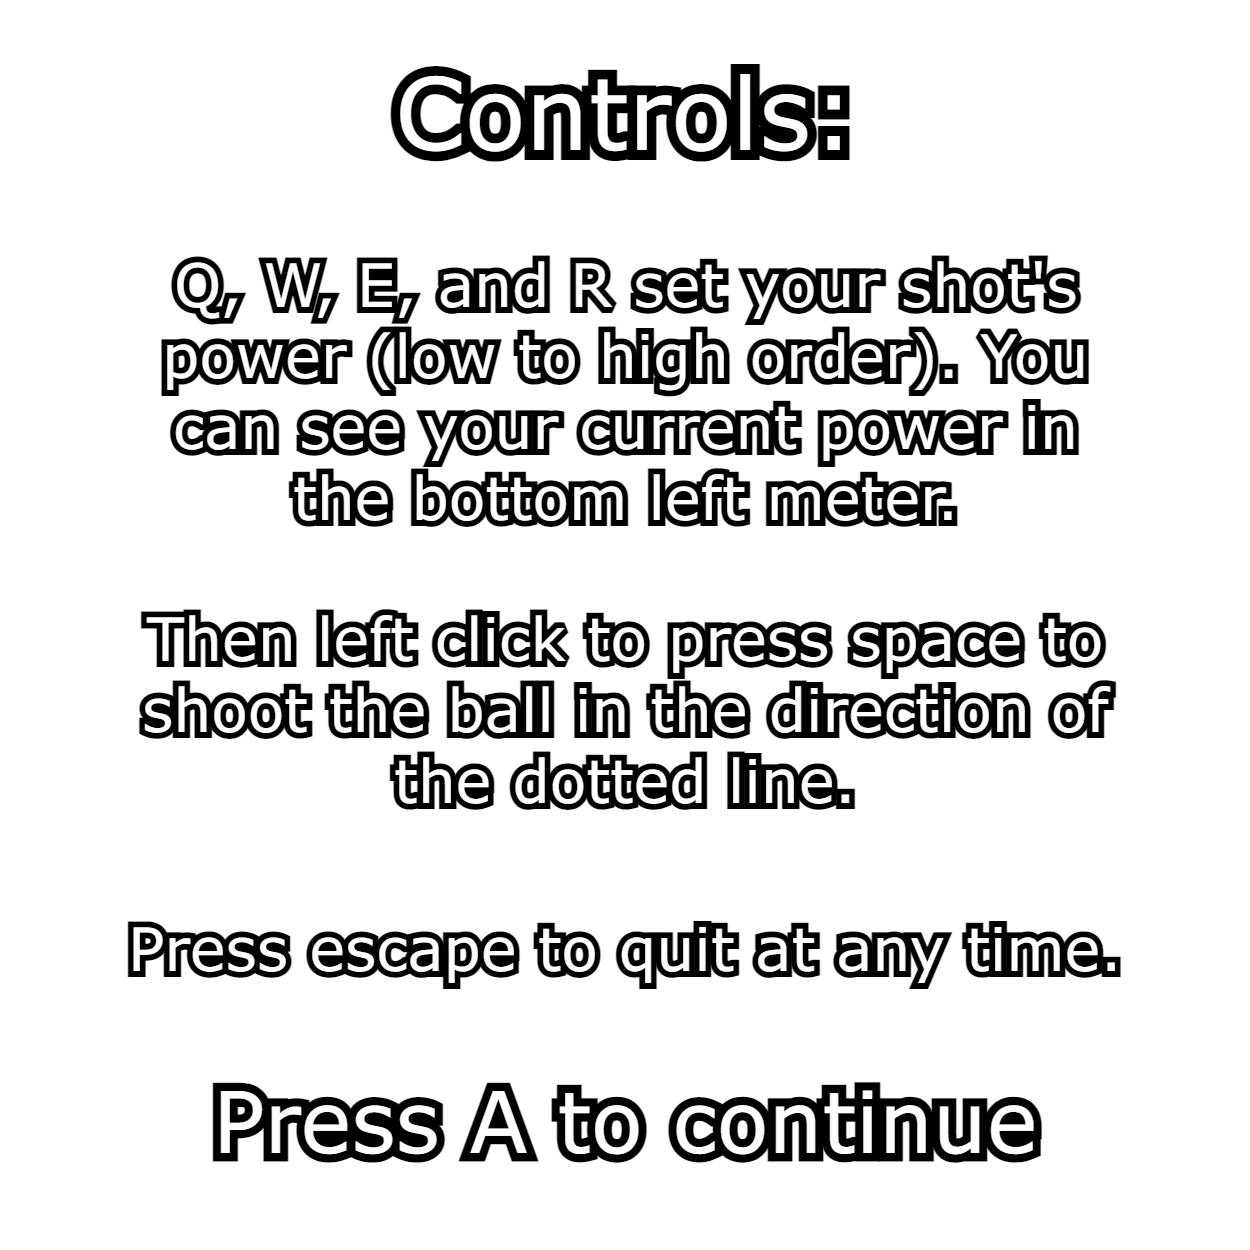 Controls:
Q, W, E, and R set your shot's
power (low to high order). You
can see your current power in
the bottom left meter.
Then left click to press space to
shoot the ball in the direction of
the dotted line.
Press escape to quit at any time.
Press A to continue